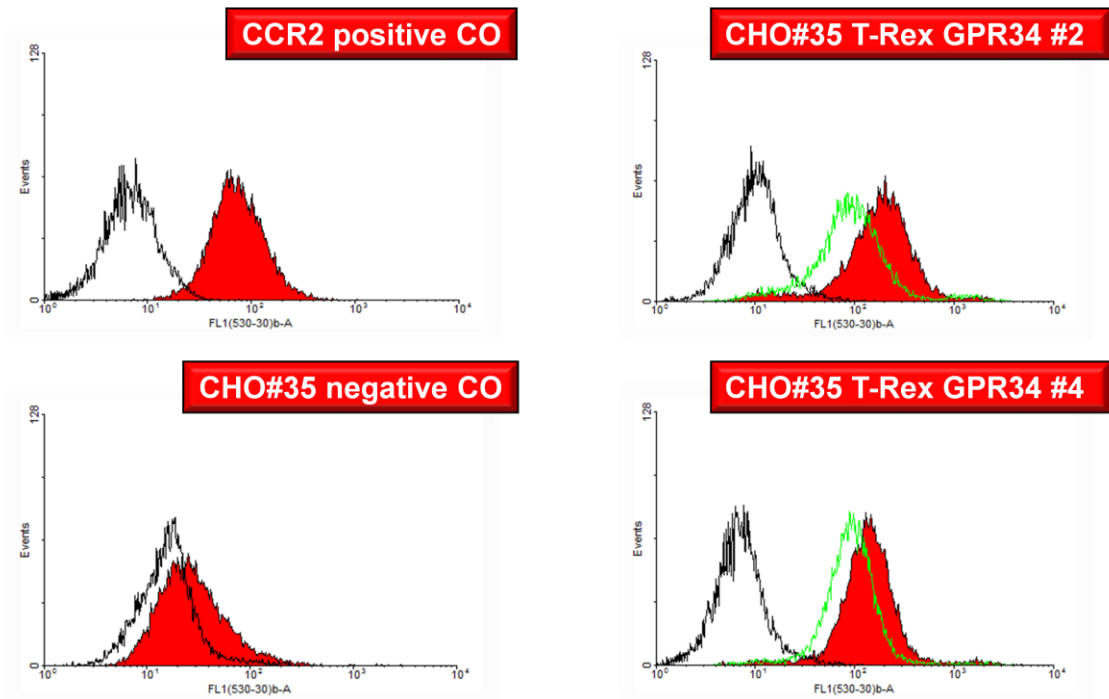 CCR2 positive CO
128
Events
0
10⁰ 10¹ 10² 10³ 10⁴
FL1(530-30)b-A
CHO#35 T-Rex GPR34 #2
128
Events
0
10⁰ 10¹ 10² 10³ 10⁴
FL1(530-30)b-A
CHO#35 negative CO
128
Events
0
10⁰ 10¹ 10² 10³ 10⁴
FL1(530-30)b-A
CHO#35 T-Rex GPR34 #4
128
Events
0
10⁰ 10¹ 10² 10³ 10⁴
FL1(530-30)b-A